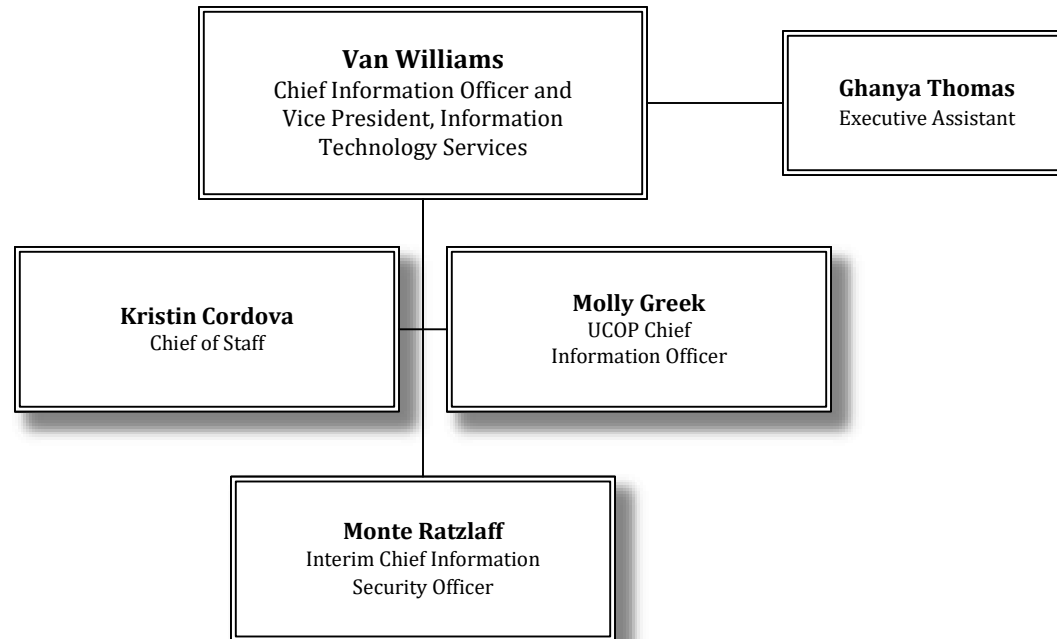 Van Williams
Chief Information Officer and
Vice President, Information
Technology Services
Ghanya Thomas
Executive Assistant
Kristin Cordova
Chief of Staff
Molly Greek
UCOP Chief
Information Officer
Monte Ratzlaff
Interim Chief Information
Security Officer